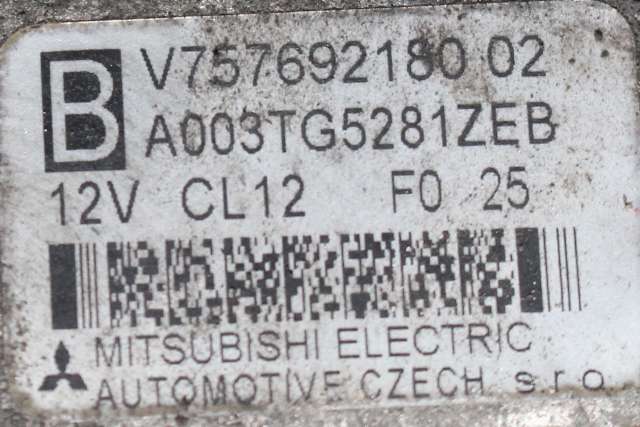 B V757692180 02
A003TG5281ZEB
12V CL12 F0 25
MITSUBISHI ELECTRIC
AUTOMOTIVE CZECH s.r.o.